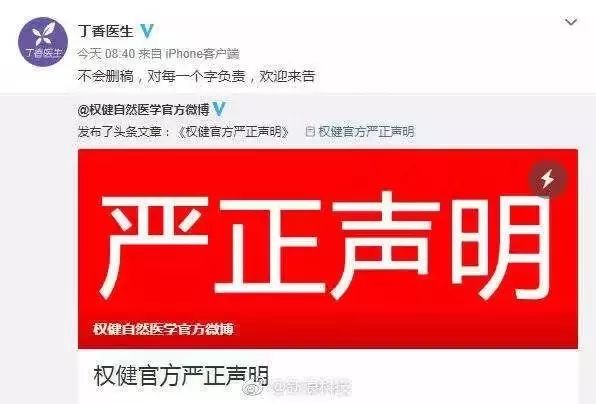 丁香医生
丁香医生
今天 08:40 来自 iPhone客户端
不会删稿，对每一个字负责，欢迎来告
@权健自然医学官方微博
发布了头条文章：《权健官方严正声明》 权健官方严正声明
严正声明
权健自然医学官方微博
权健官方严正声明
@新浪科技